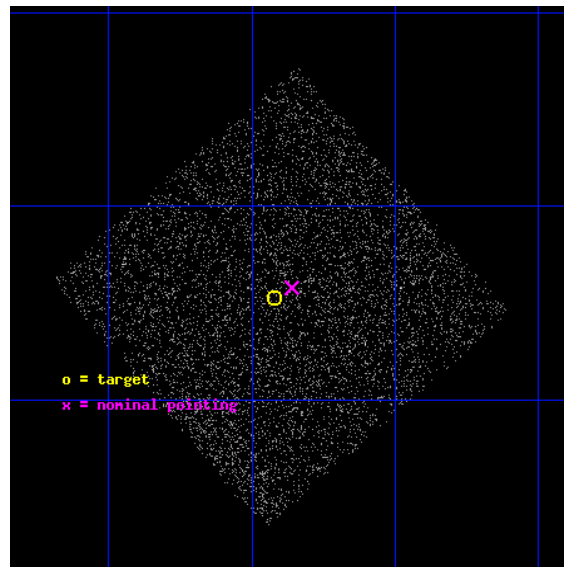 o = target
x = nominal pointing